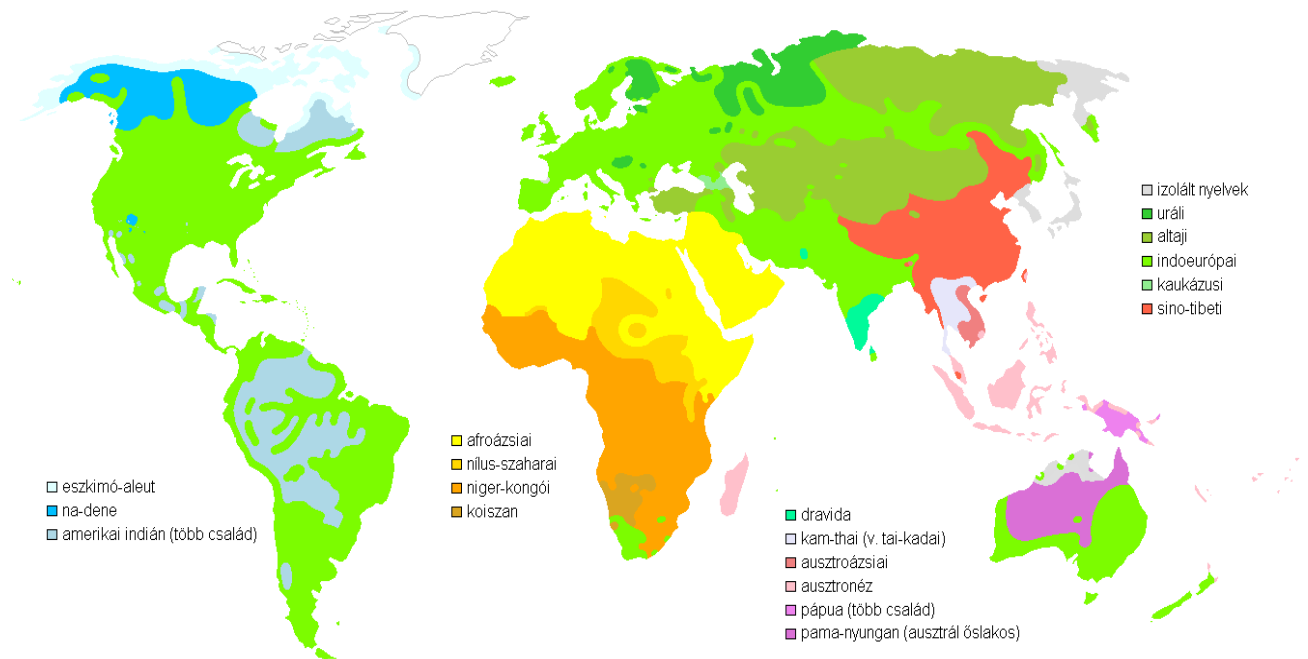 eszkimó-aleut
na-dene
amerikai indián (több család)
afroázsiai
nílus-szaharai
niger-kongói
koiszan
dravida
kam-thai (v. tai-kadai)
ausztroázsiai
ausztronéz
pápua (több család)
pama-nyungan (ausztrál őslakos)
izolált nyelvek
uráli
altaji
indoeurópai
kaukázusi
sino-tibeti